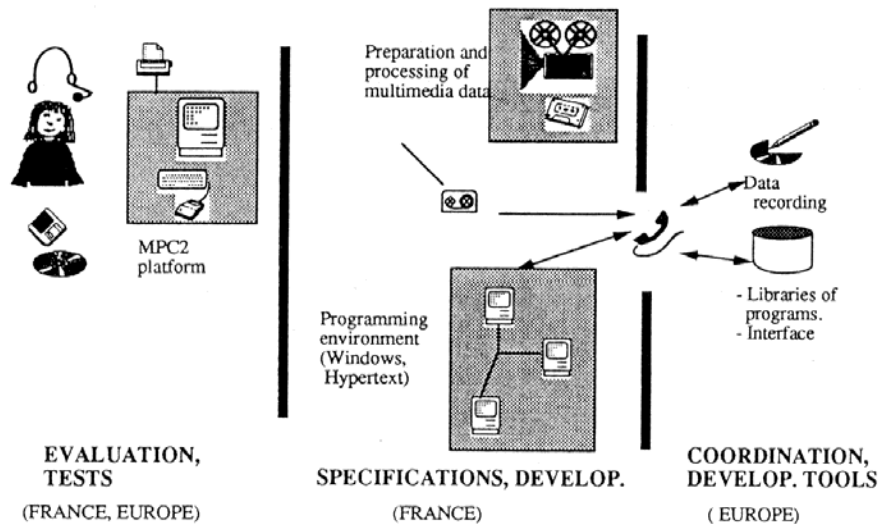 Preparation and
processing of
multimedia data
MPC2
platform
Data
recording
- Libraries of
programs.
- Interface
Programming
environment
(Windows,
Hypertext)
EVALUATION,
TESTS
(FRANCE, EUROPE)
SPECIFICATIONS, DEVELOP.
(FRANCE)
COORDINATION,
DEVELOP. TOOLS
( EUROPE)